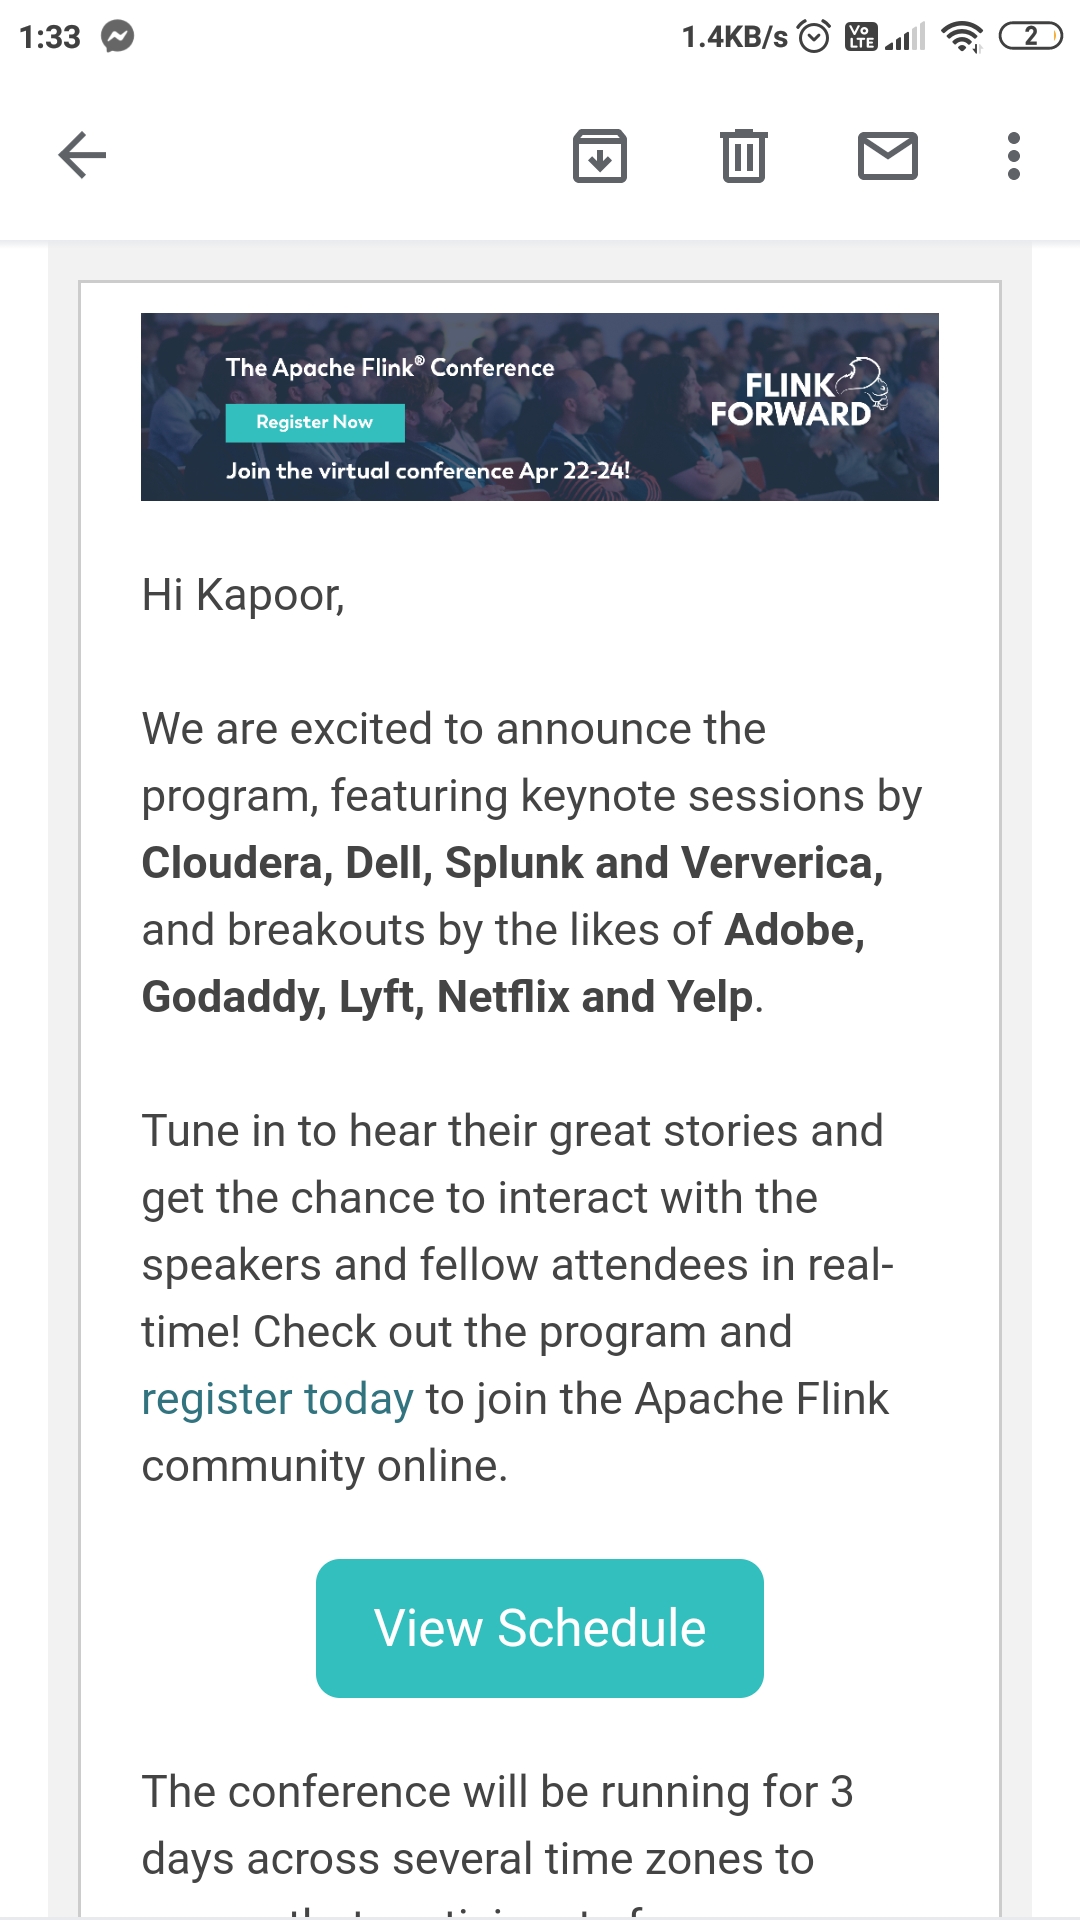 1:33
1.4KB/s
Vo
LTE
2
The Apache Flink® Conference
Register Now
Join the virtual conference Apr 22-24!
FLINK
FORWARD
Hi Kapoor,
We are excited to announce the
program, featuring keynote sessions by
Cloudera, Dell, Splunk and Ververica,
and breakouts by the likes of Adobe,
Godaddy, Lyft, Netflix and Yelp.
Tune in to hear their great stories and
get the chance to interact with the
speakers and fellow attendees in real-
time! Check out the program and
register today to join the Apache Flink
community online.
View Schedule
The conference will be running for 3
days across several time zones to